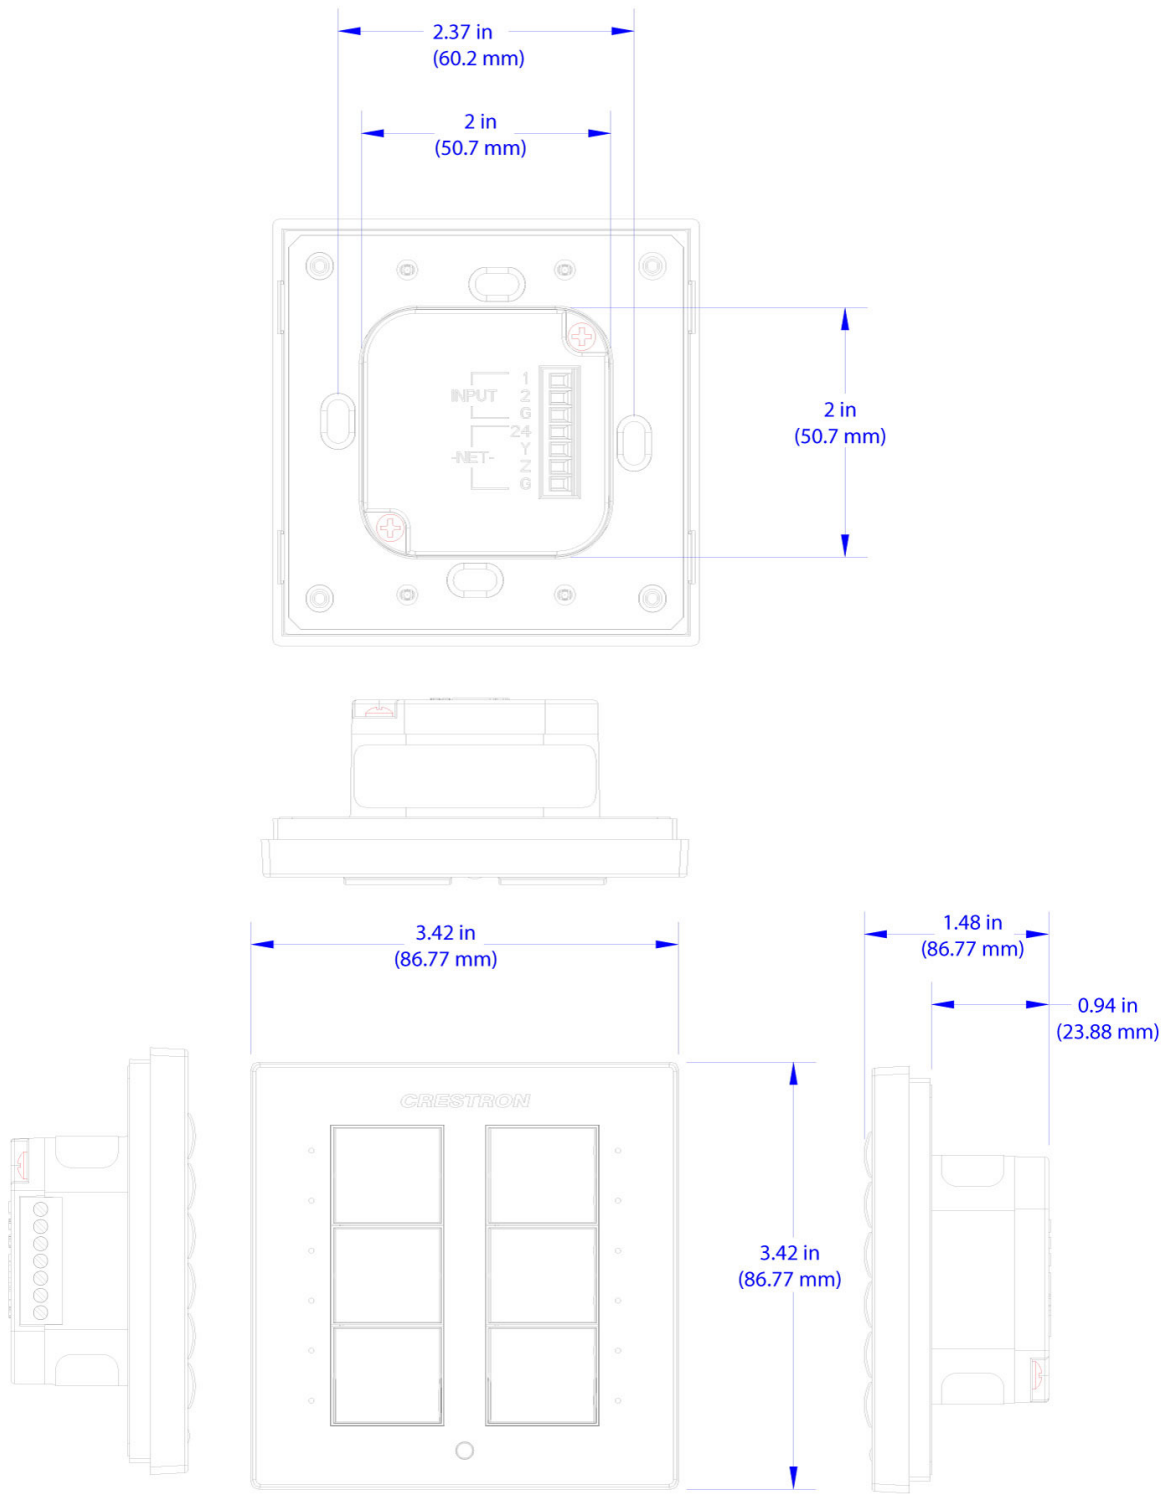 2.37 in
(60.2 mm)
2 in
(50.7 mm)
1
INPUT 2
G
24
Y
-NET- Z
G
2 in
(50.7 mm)
3.42 in
(86.77 mm)
1.48 in
(86.77 mm)
0.94 in
(23.88 mm)
CRESTRON
3.42 in
(86.77 mm)